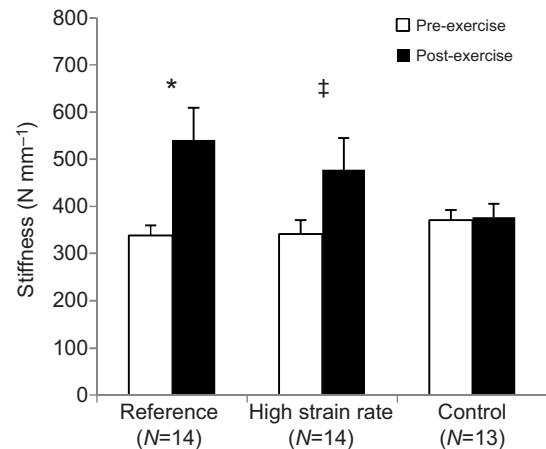 800
700
600
500
400
300
200
100
0
Stiffness (N mm⁻¹)
Pre-exercise
Post-exercise
*
‡
Reference High strain rate Control
(N=14) (N=14) (N=13)